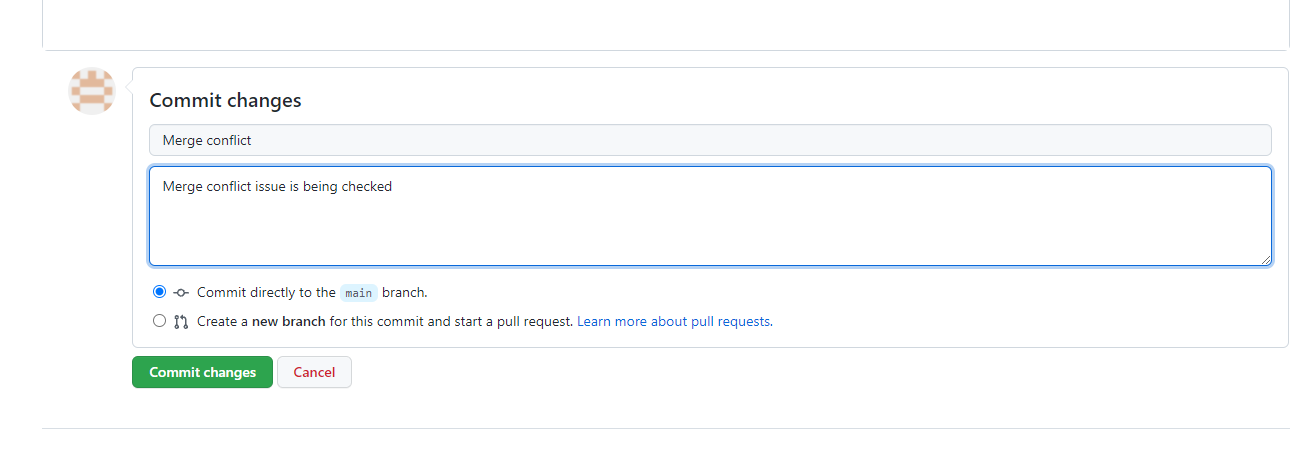 Commit changes
Merge conflict
Merge conflict issue is being checked
Commit directly to the main branch.
Create a new branch for this commit and start a pull request. Learn more about pull requests.
Commit changes Cancel